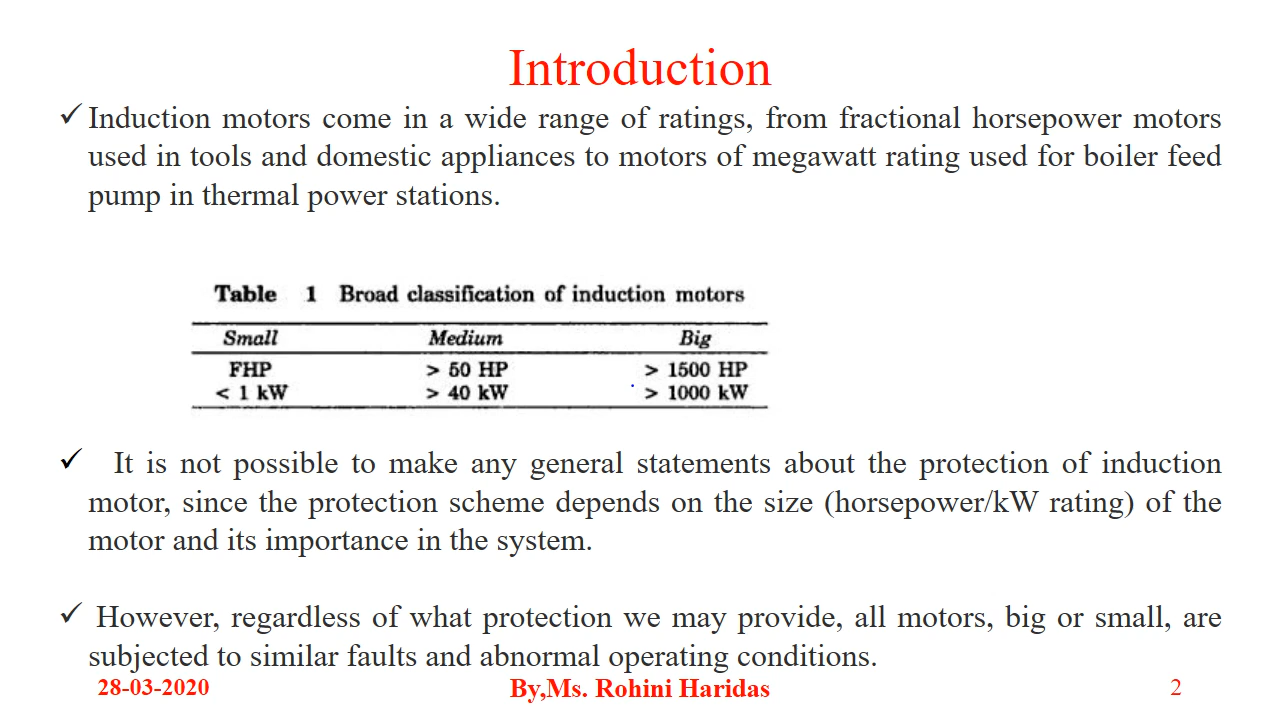 Introduction
✓ Induction motors come in a wide range of ratings, from fractional horsepower motors
used in tools and domestic appliances to motors of megawatt rating used for boiler feed
pump in thermal power stations.
Table 1 Broad classification of induction motors
Small Medium Big
FHP > 50 HP > 1500 HP
< 1 kW > 40 kW > 1000 kW
✓ It is not possible to make any general statements about the protection of induction
motor, since the protection scheme depends on the size (horsepower/kW rating) of the
motor and its importance in the system.
✓ However, regardless of what protection we may provide, all motors, big or small, are
subjected to similar faults and abnormal operating conditions.
28-03-2020 By,Ms. Rohini Haridas 2